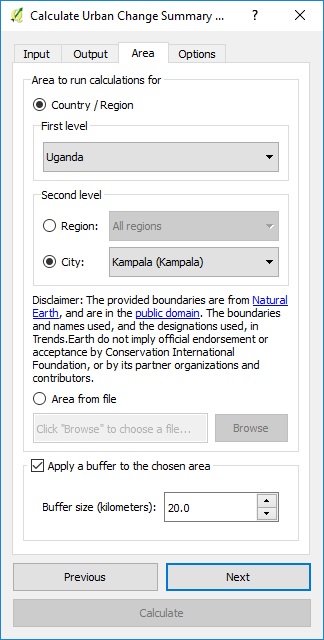 Calculate Urban Change Summary ...
Input Output Area Options
Area to run calculations for
Country / Region
First level
Uganda
Second level
Region: All regions
City: Kampala (Kampala)
Disclaimer: The provided boundaries are from Natural
Earth, and are in the public domain. The boundaries
and names used, and the designations used, in
Trends.Earth do not imply official endorsement or
acceptance by Conservation International
Foundation, or by its partner organizations and
contributors.
Area from file
Click "Browse" to choose a file... Browse
Apply a buffer to the chosen area
Buffer size (kilometers): 20.0
Previous Next
Calculate